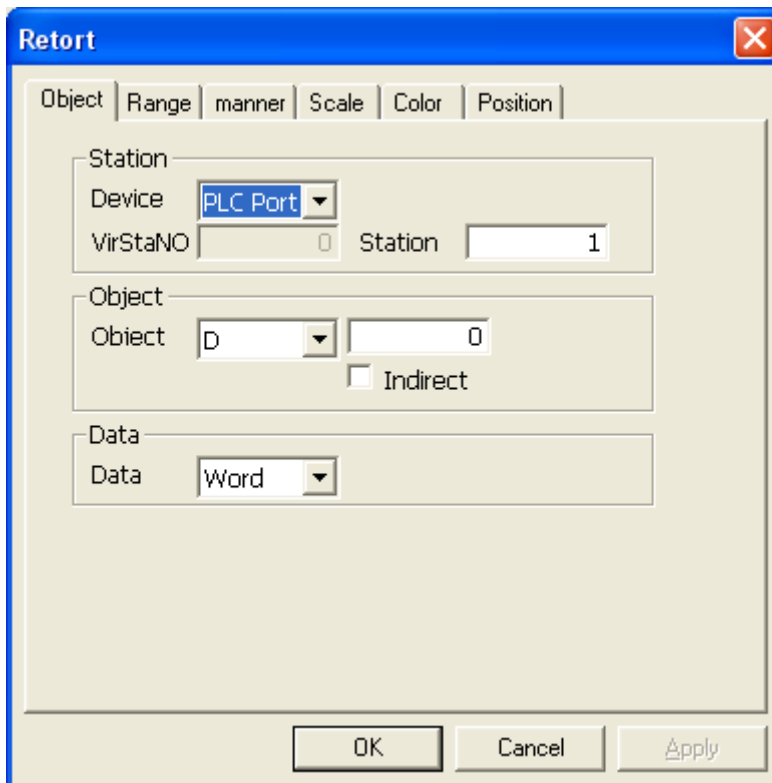 Retort
Object Range manner Scale Color Position
Station
Device PLC Port
VirStaNO 0 Station 1
Object
Object D 0
Indirect
Data
Data Word
OK Cancel Apply